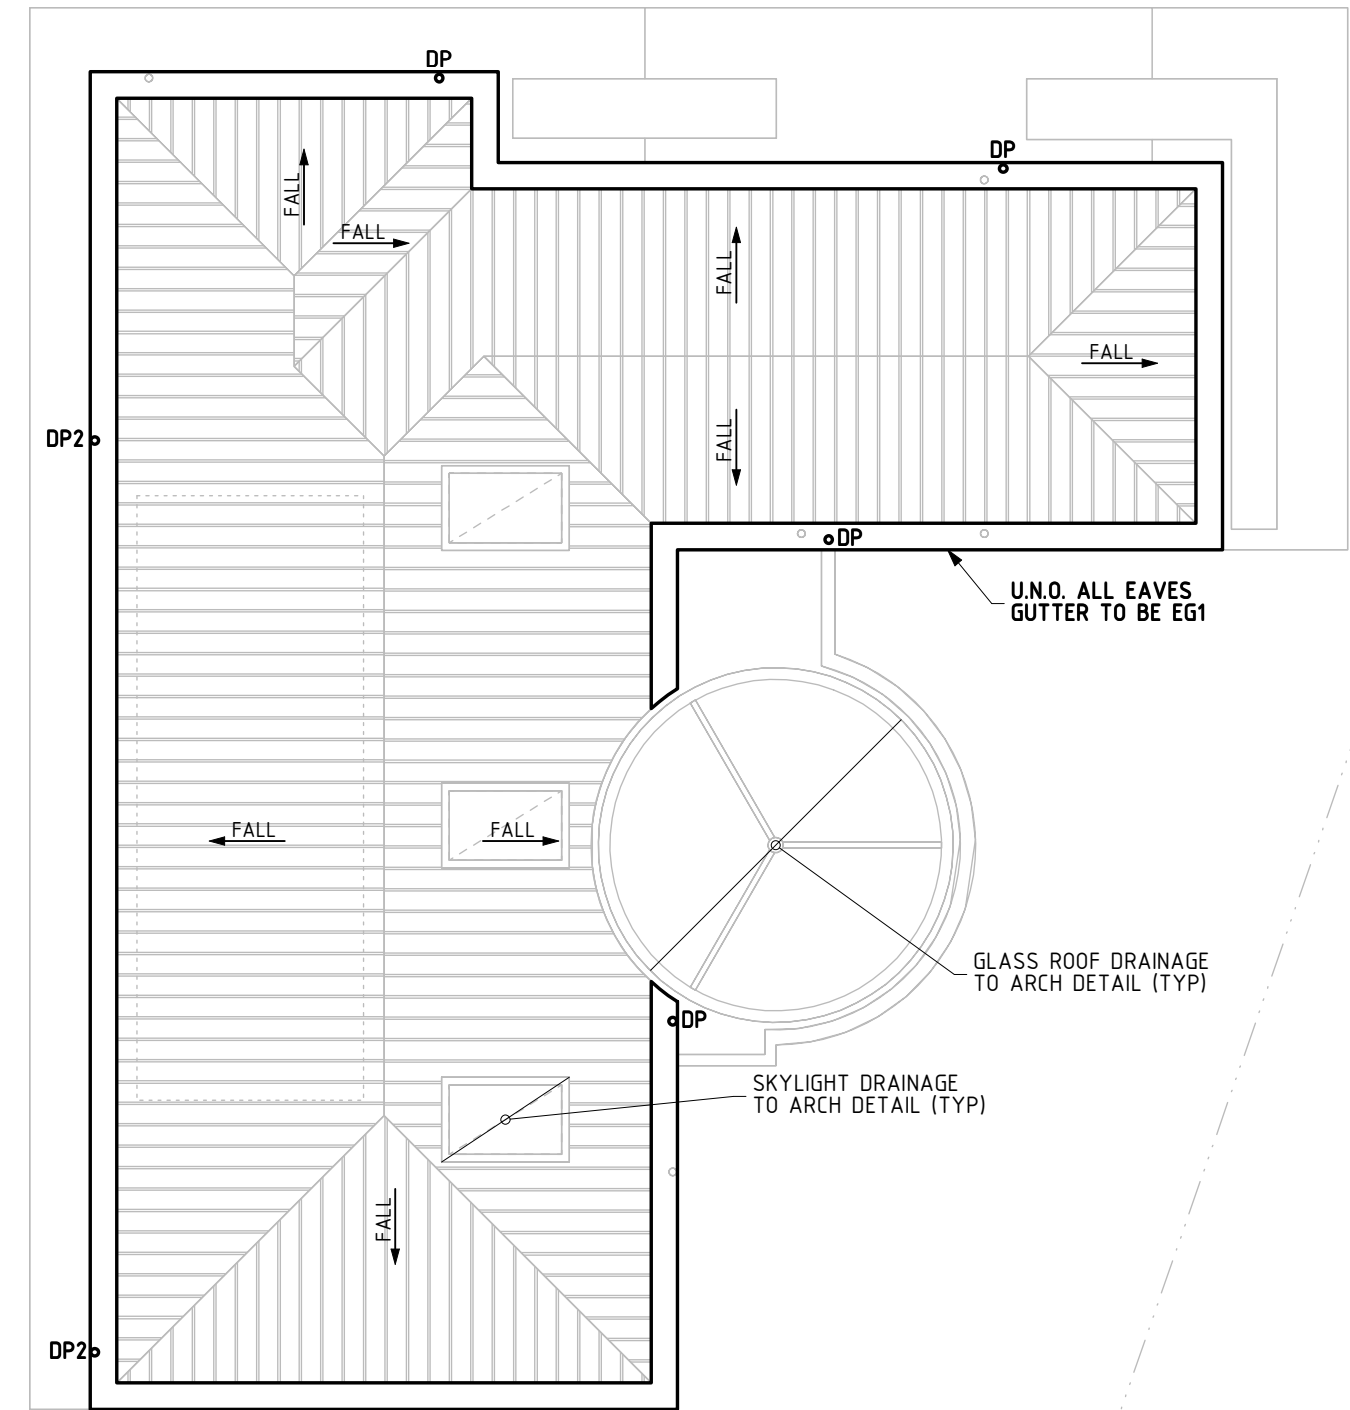 DP
DP
FALL
FALL
FALL
FALL
FALL
DP2
DP
U.N.O. ALL EAVES
GUTTER TO BE EG1
FALL
FALL
GLASS ROOF DRAINAGE
TO ARCH DETAIL (TYP)
DP
SKYLIGHT DRAINAGE
TO ARCH DETAIL (TYP)
FALL
DP2